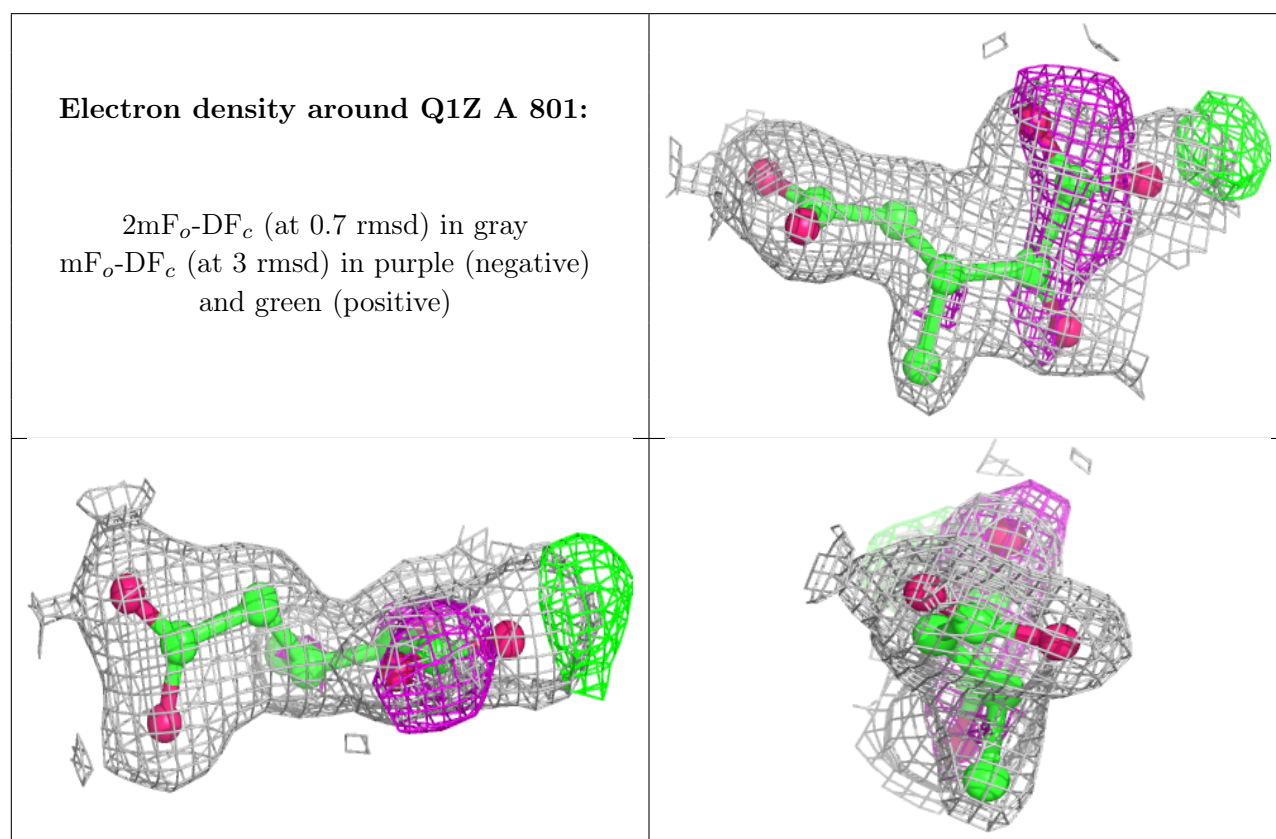 Electron density around Q1Z A 801:
2mFₒ-DF𝒸 (at 0.7 rmsd) in gray
mFₒ-DF𝒸 (at 3 rmsd) in purple (negative)
and green (positive)